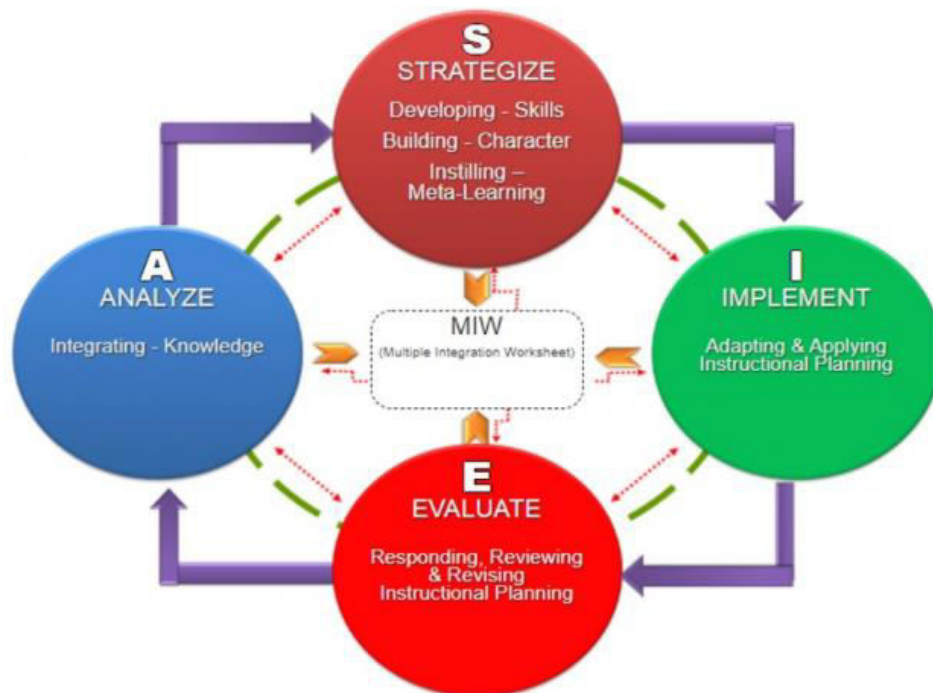 S
STRATEGIZE
Developing - Skills
Building - Character
Instilling –
Meta-Learning
A
ANALYZE
Integrating - Knowledge
MIW
(Multiple Integration Worksheet)
I
IMPLEMENT
Adapting & Applying
Instructional Planning
E
EVALUATE
Responding, Reviewing
& Revising
Instructional Planning